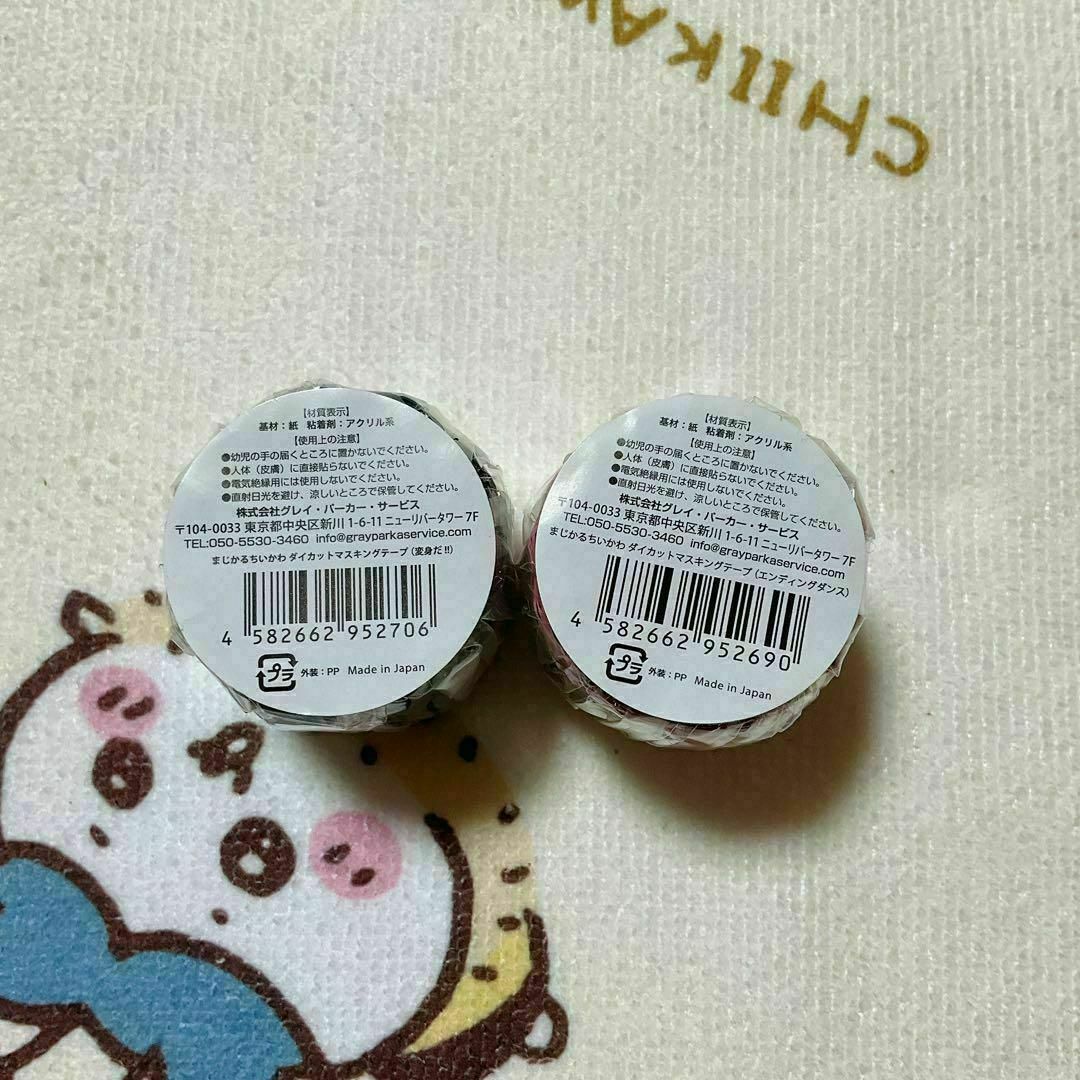 CHIIKAW
【材質表示】
基材：紙　粘着剤：アクリル系
【使用上の注意】
●幼児の手の届くところに置かないでください。
●人体（皮膚）に直接貼らないでください。
●電気絶縁用には使用しないでください。
●直射日光を避け、涼しいところで保管してください。
株式会社グレイ・パーカー・サービス
〒104-0033 東京都中央区新川 1-6-11 ニューリバータワー 7F
TEL:050-5530-3460 info@grayparkaservice.com
まじかるちいかわ ダイカットマスキングテープ（変身だ!!）
4 582662 952706
プラ 外装：PP Made in Japan
【材質表示】
基材：紙　粘着剤：アクリル系
【使用上の注意】
●幼児の手の届くところに置かないでください。
●人体（皮膚）に直接貼らないでください。
●電気絶縁用には使用しないでください。
●直射日光を避け、涼しいところで保管してください。
株式会社グレイ・パーカー・サービス
〒104-0033 東京都中央区新川 1-6-11 ニューリバータワー 7F
TEL:050-5530-3460 info@grayparkaservice.com
まじかるちいかわ ダイカットマスキングテープ（エンディングダンス）
4 582662 952690
プラ 外装：PP Made in Japan